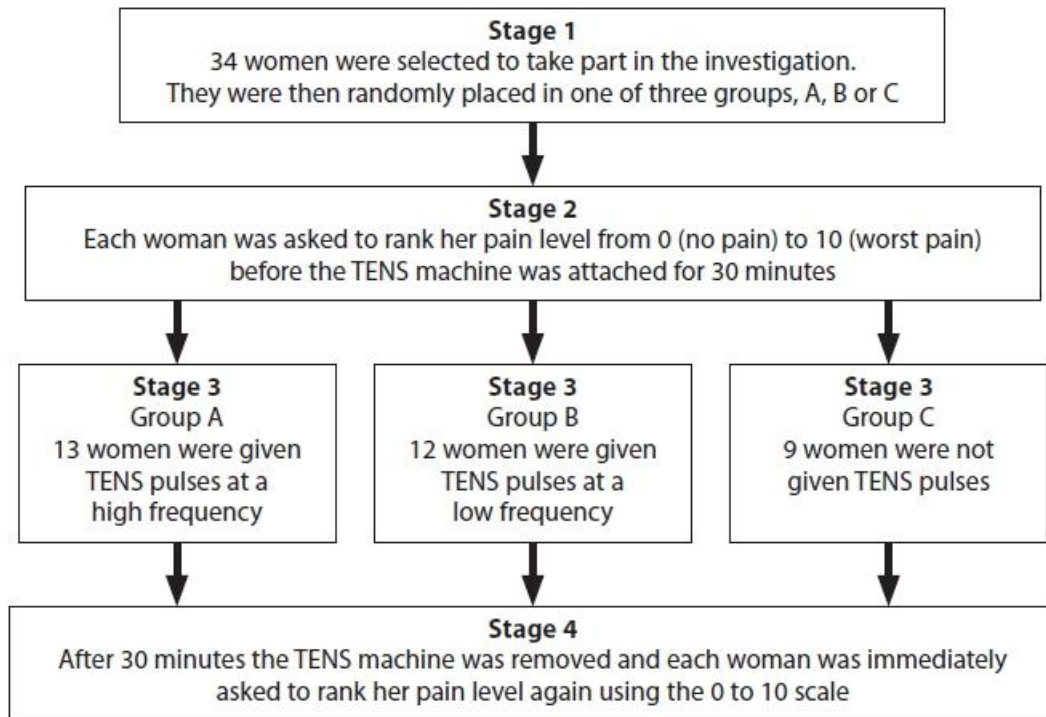 Stage 1
34 women were selected to take part in the investigation.
They were then randomly placed in one of three groups, A, B or C
Stage 2
Each woman was asked to rank her pain level from 0 (no pain) to 10 (worst pain)
before the TENS machine was attached for 30 minutes
Stage 3
Group A
13 women were given
TENS pulses at a
high frequency
Stage 3
Group B
12 women were given
TENS pulses at a
low frequency
Stage 3
Group C
9 women were not
given TENS pulses
Stage 4
After 30 minutes the TENS machine was removed and each woman was immediately
asked to rank her pain level again using the 0 to 10 scale